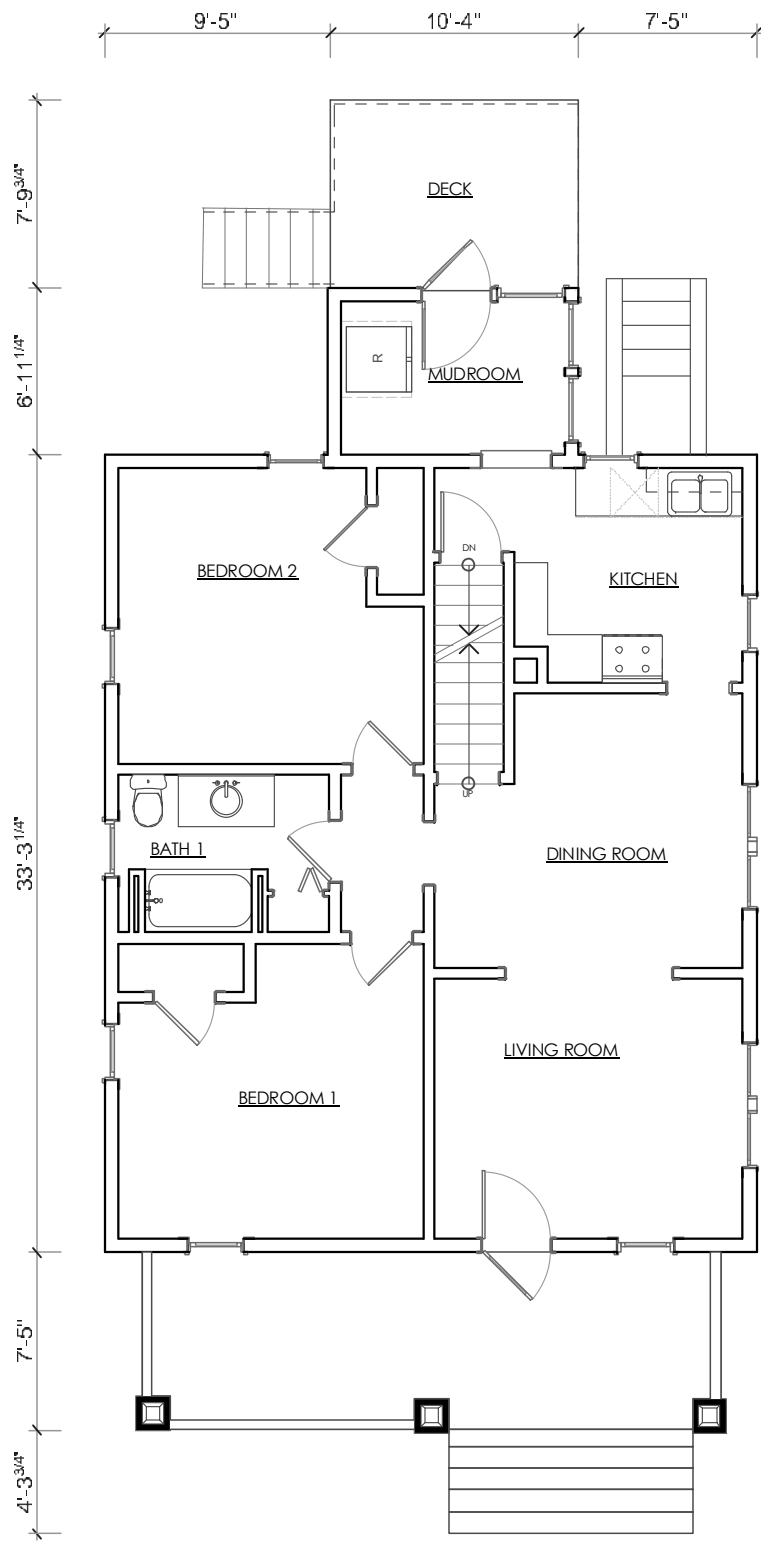 9'-5" 10'-4" 7'-5"
7'-9 3/4"
DECK
6'-11 1/4"
R
MUDROOM
DN
BEDROOM 2
KITCHEN
UP
33'-3 1/4"
BATH 1
DINING ROOM
LIVING ROOM
BEDROOM 1
7'-5"
4'-3 3/4"